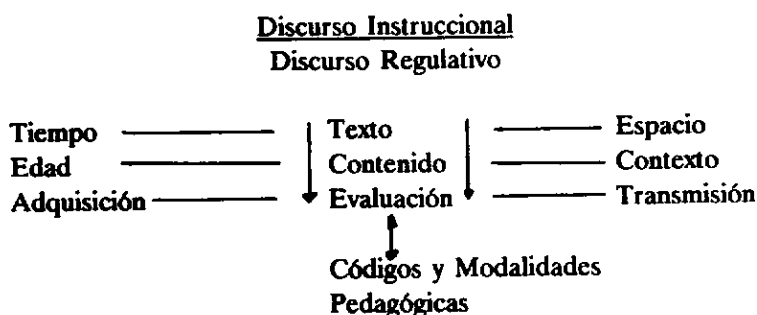 Discurso Instruccional
Discurso Regulativo
Tiempo Texto Espacio
Edad Contenido Contexto
Adquisición Evaluación Transmisión
Códigos y Modalidades
Pedagógicas